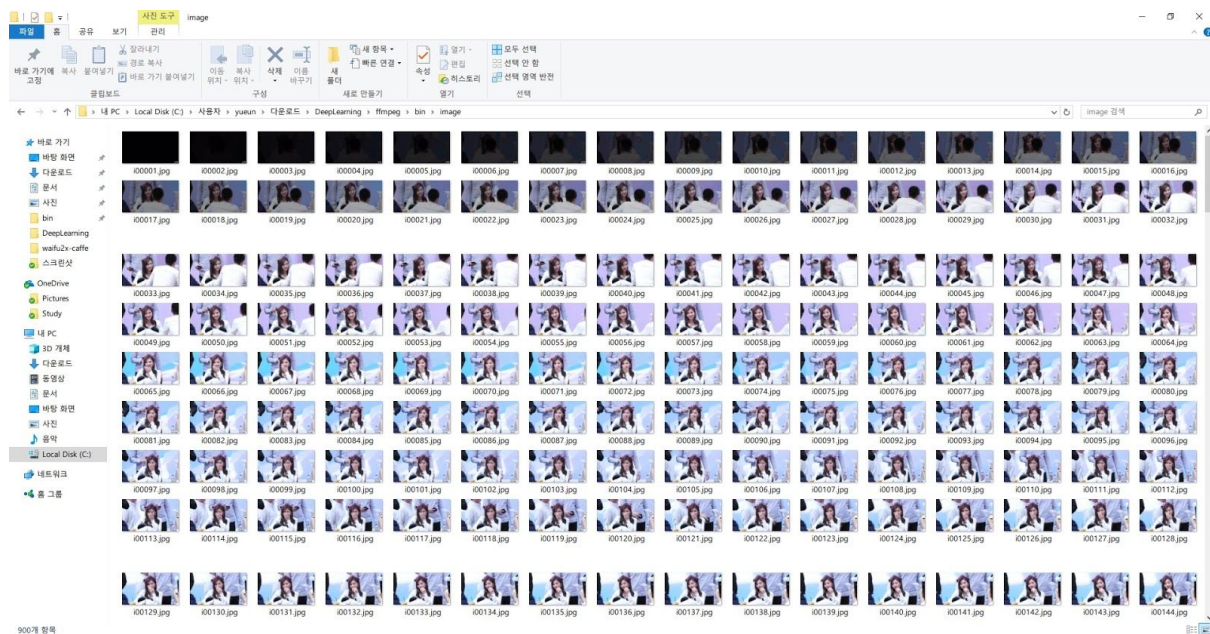 사진 도구 image
파일 홈 공유 보기 관리
바로 가기에 고정
복사
붙여넣기
잘라내기
경로 복사
바로 가기 붙여넣기
이동 위치
복사 위치
삭제
이름 바꾸기
새 폴더
새 항목
빠른 연결
속성
열기
편집
히스토리
모두 선택
선택 안 함
선택 영역 반전
클립보드 구성 새로 만들기 열기 선택
내 PC › Local Disk (C:) › 사용자 › yueun › 다운로드 › DeepLearning › ffmpeg › bin › image
image 검색
바로 가기
바탕 화면
다운로드
문서
사진
bin
DeepLearning
waifu2x-caffe
스크린샷
OneDrive
Pictures
Study
내 PC
3D 개체
다운로드
동영상
문서
바탕 화면
사진
음악
Local Disk (C:)
네트워크
홈 그룹
i00001.jpg i00002.jpg i00003.jpg i00004.jpg i00005.jpg i00006.jpg i00007.jpg i00008.jpg i00009.jpg i00010.jpg i00011.jpg i00012.jpg i00013.jpg i00014.jpg i00015.jpg i00016.jpg
i00017.jpg i00018.jpg i00019.jpg i00020.jpg i00021.jpg i00022.jpg i00023.jpg i00024.jpg i00025.jpg i00026.jpg i00027.jpg i00028.jpg i00029.jpg i00030.jpg i00031.jpg i00032.jpg
i00033.jpg i00034.jpg i00035.jpg i00036.jpg i00037.jpg i00038.jpg i00039.jpg i00040.jpg i00041.jpg i00042.jpg i00043.jpg i00044.jpg i00045.jpg i00046.jpg i00047.jpg i00048.jpg
i00049.jpg i00050.jpg i00051.jpg i00052.jpg i00053.jpg i00054.jpg i00055.jpg i00056.jpg i00057.jpg i00058.jpg i00059.jpg i00060.jpg i00061.jpg i00062.jpg i00063.jpg i00064.jpg
i00065.jpg i00066.jpg i00067.jpg i00068.jpg i00069.jpg i00070.jpg i00071.jpg i00072.jpg i00073.jpg i00074.jpg i00075.jpg i00076.jpg i00077.jpg i00078.jpg i00079.jpg i00080.jpg
i00081.jpg i00082.jpg i00083.jpg i00084.jpg i00085.jpg i00086.jpg i00087.jpg i00088.jpg i00089.jpg i00090.jpg i00091.jpg i00092.jpg i00093.jpg i00094.jpg i00095.jpg i00096.jpg
i00097.jpg i00098.jpg i00099.jpg i00100.jpg i00101.jpg i00102.jpg i00103.jpg i00104.jpg i00105.jpg i00106.jpg i00107.jpg i00108.jpg i00109.jpg i00110.jpg i00111.jpg i00112.jpg
i00113.jpg i00114.jpg i00115.jpg i00116.jpg i00117.jpg i00118.jpg i00119.jpg i00120.jpg i00121.jpg i00122.jpg i00123.jpg i00124.jpg i00125.jpg i00126.jpg i00127.jpg i00128.jpg
i00129.jpg i00130.jpg i00131.jpg i00132.jpg i00133.jpg i00134.jpg i00135.jpg i00136.jpg i00137.jpg i00138.jpg i00139.jpg i00140.jpg i00141.jpg i00142.jpg i00143.jpg i00144.jpg
900개 항목